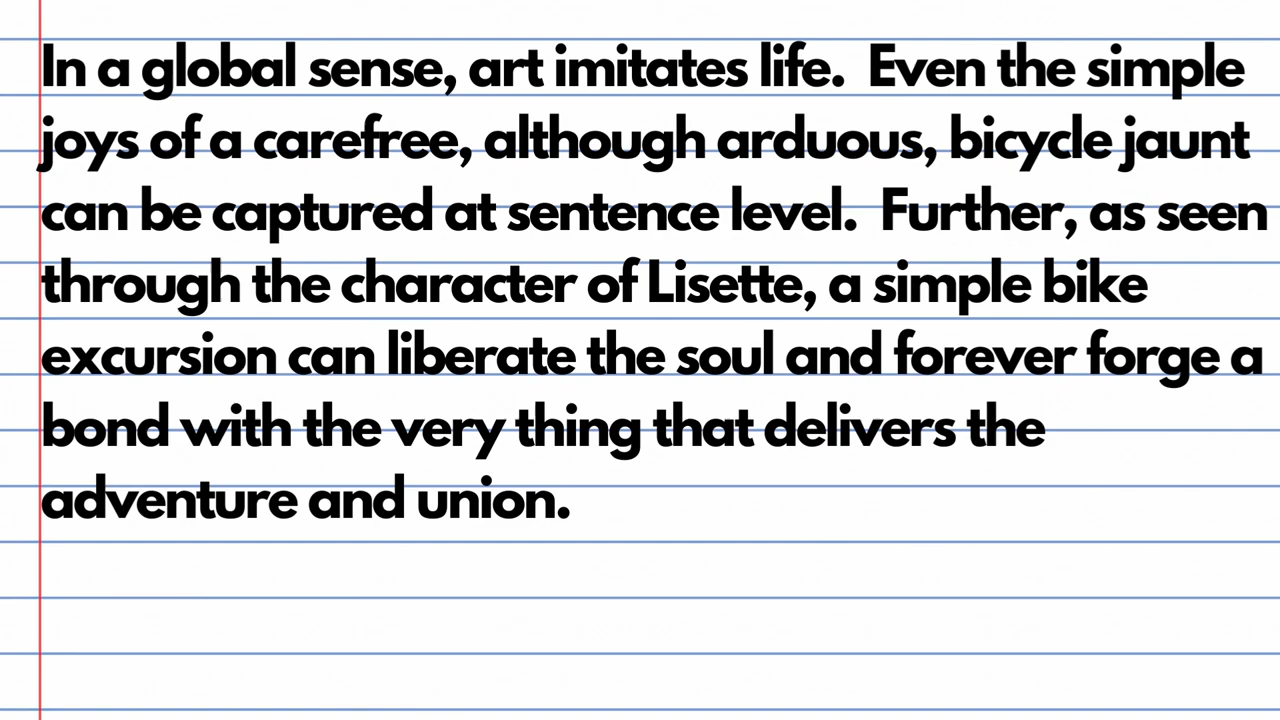 In a global sense, art imitates life.  Even the simple
joys of a carefree, although arduous, bicycle jaunt
can be captured at sentence level.  Further, as seen
through the character of Lisette, a simple bike
excursion can liberate the soul and forever forge a
bond with the very thing that delivers the
adventure and union.